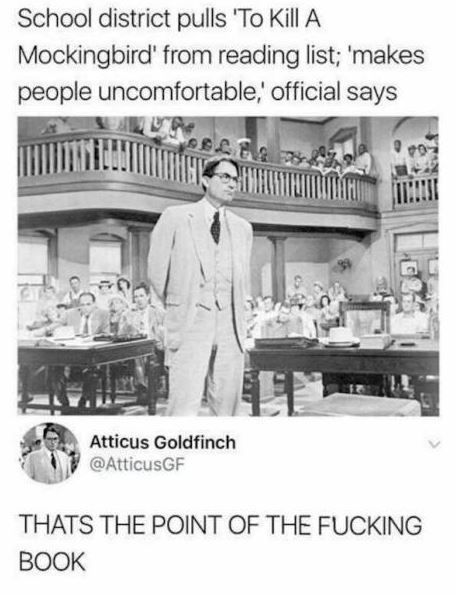 School district pulls 'To Kill A
Mockingbird' from reading list; 'makes
people uncomfortable,' official says
Atticus Goldfinch
@AtticusGF
THATS THE POINT OF THE FUCKING
BOOK